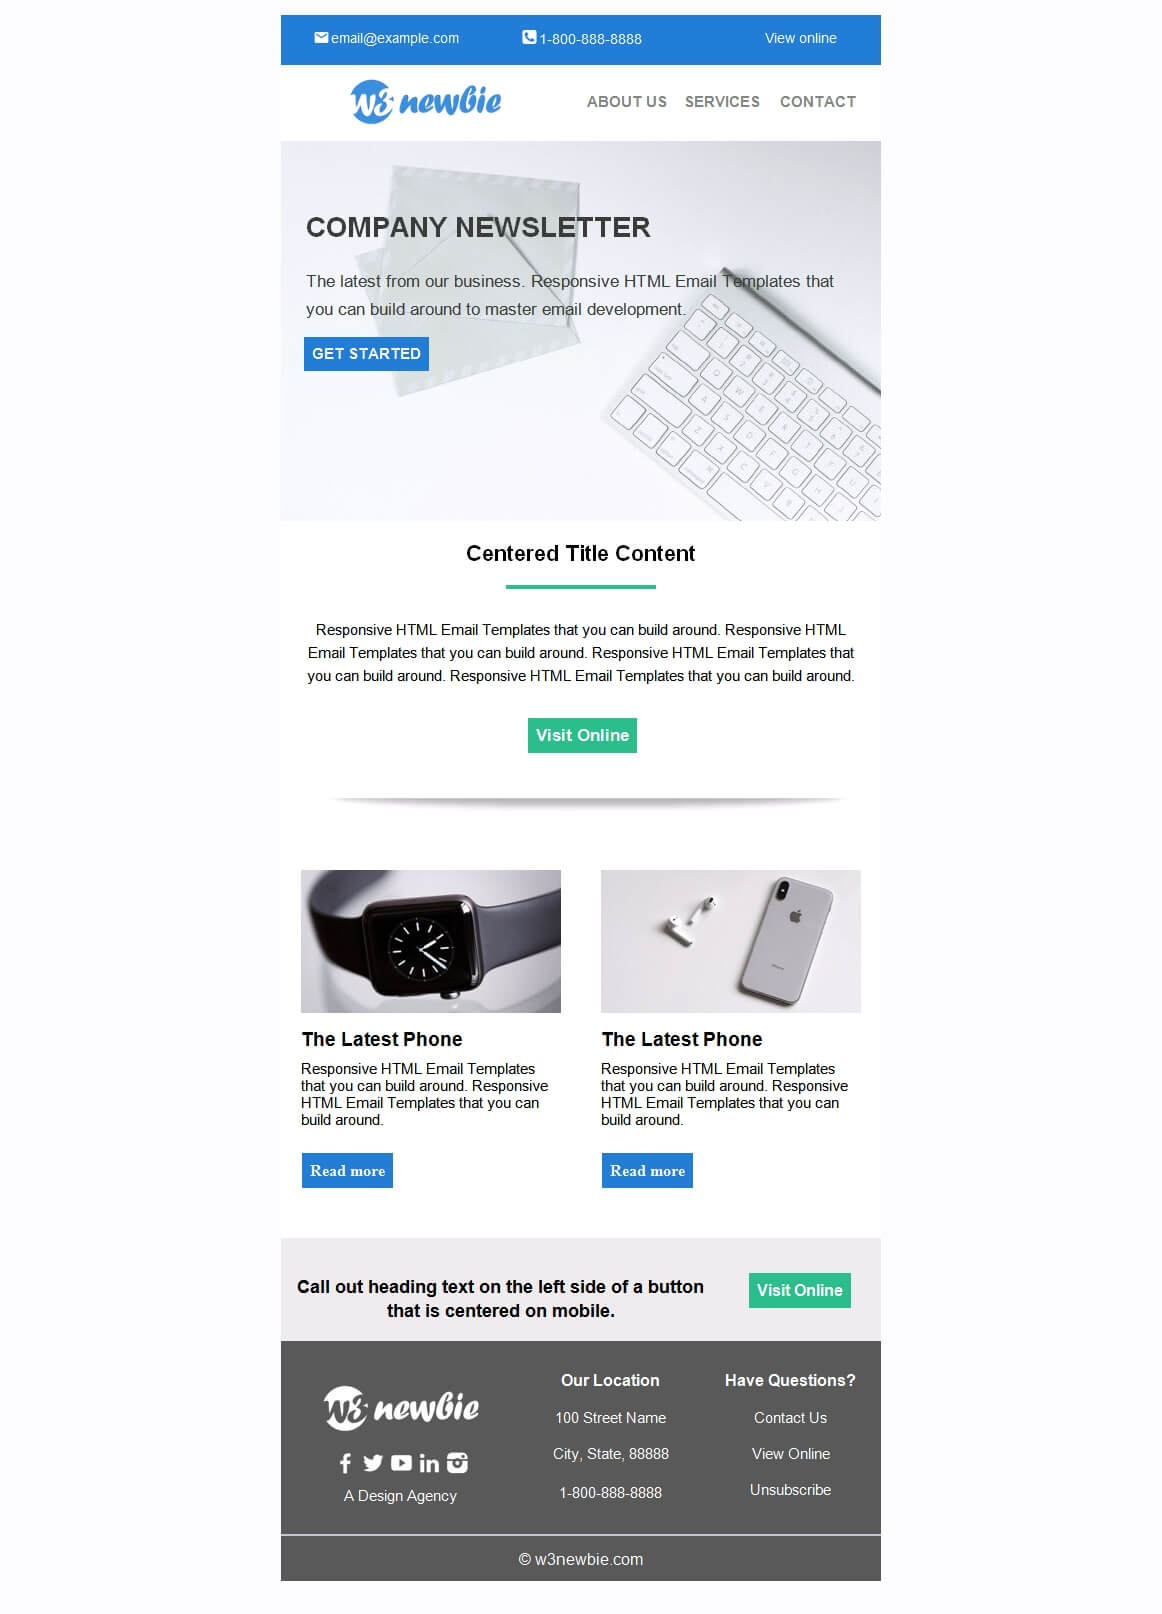 email@example.com
1-800-888-8888
View online
w3 newbie
ABOUT US
SERVICES
CONTACT
COMPANY NEWSLETTER
The latest from our business. Responsive HTML Email Templates that
you can build around to master email development.
GET STARTED
Centered Title Content
Responsive HTML Email Templates that you can build around. Responsive HTML
Email Templates that you can build around. Responsive HTML Email Templates that
you can build around. Responsive HTML Email Templates that you can build around.
Visit Online
The Latest Phone
Responsive HTML Email Templates
that you can build around. Responsive
HTML Email Templates that you can
build around.
Read more
The Latest Phone
Responsive HTML Email Templates
that you can build around. Responsive
HTML Email Templates that you can
build around.
Read more
Call out heading text on the left side of a button
that is centered on mobile.
Visit Online
w3 newbie
A Design Agency
Our Location
100 Street Name
City, State, 88888
1-800-888-8888
Have Questions?
Contact Us
View Online
Unsubscribe
© w3newbie.com